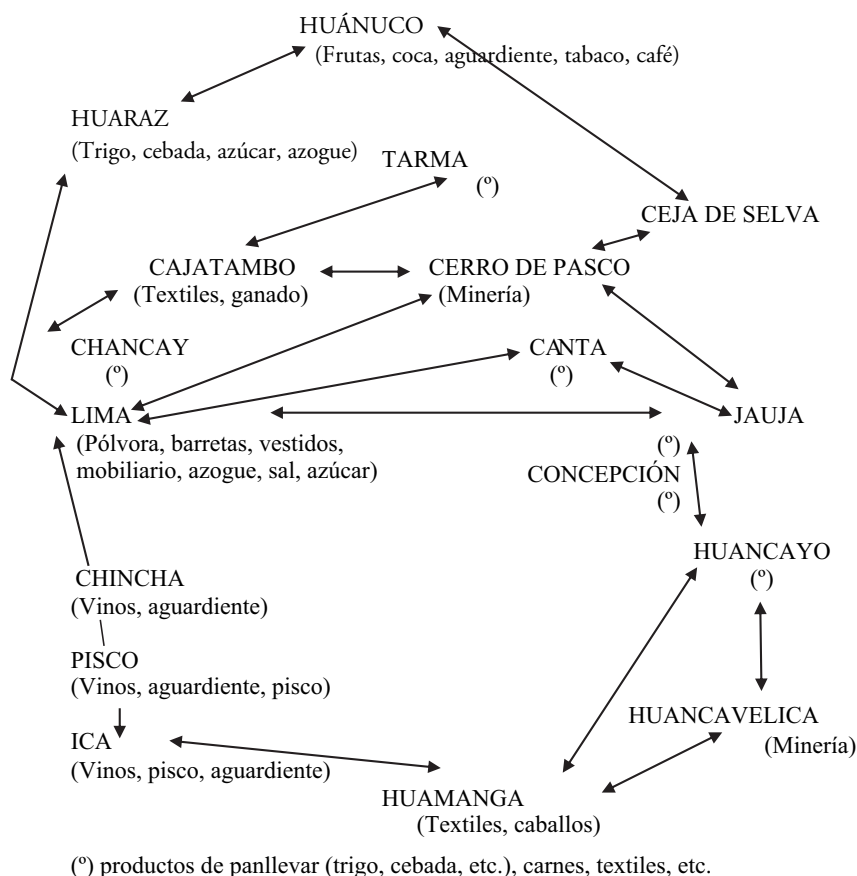 HUÁNUCO
(Frutas, coca, aguardiente, tabaco, café)
HUARAZ
(Trigo, cebada, azúcar, azogue)
TARMA
(º)
CEJA DE SELVA
CAJATAMBO
(Textiles, ganado)
CERRO DE PASCO
(Minería)
CHANCAY
(º)
CANTA
(º)
LIMA
(Pólvora, barretas, vestidos,
mobiliario, azogue, sal, azúcar)
JAUJA
(º)
CONCEPCIÓN
(º)
HUANCAYO
(º)
CHINCHA
(Vinos, aguardiente)
PISCO
(Vinos, aguardiente, pisco)
HUANCAVELICA
(Minería)
ICA
(Vinos, pisco, aguardiente)
HUAMANGA
(Textiles, caballos)
(º) productos de panllevar (trigo, cebada, etc.), carnes, textiles, etc.